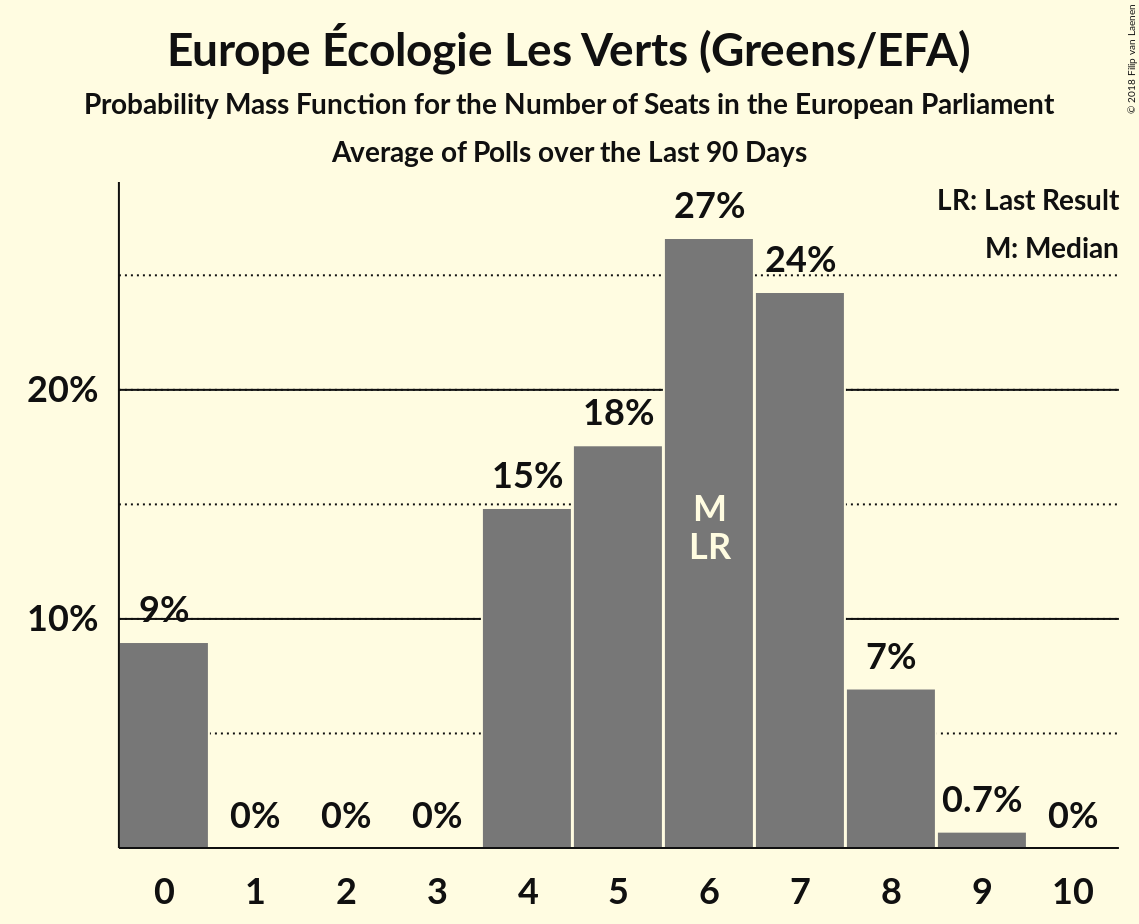 Europe Écologie Les Verts (Greens/EFA)
Probability Mass Function for the Number of Seats in the European Parliament
Average of Polls over the Last 90 Days
© 2018 Filip van Laenen
LR: Last Result
M: Median
27%
24%
20%
18%
15%
M
LR
10%
9%
7%
0%
0%
0%
0.7%
0%
0 1 2 3 4 5 6 7 8 9 10